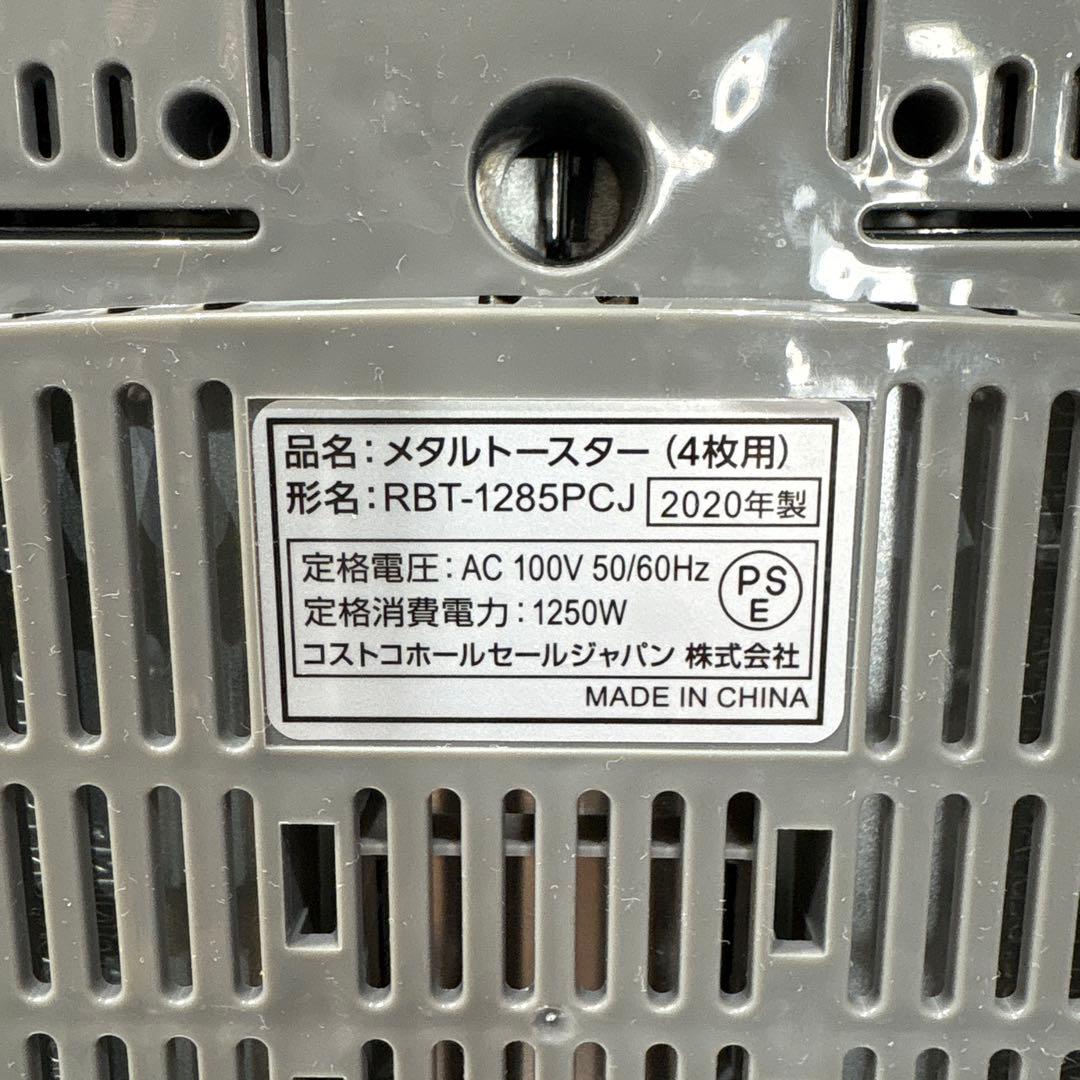 品名：メタルトースター（4枚用）
形名：RBT-1285PCJ 2020年製
定格電圧：AC 100V 50/60Hz
定格消費電力：1250W
PSE
コストコホールセールジャパン 株式会社
MADE IN CHINA